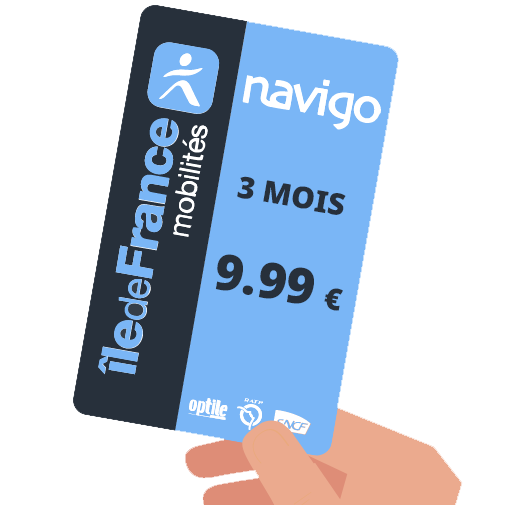 îledeFrance
mobilités
navigo
3 MOIS
9.99 €
optile
RATP
SNCF